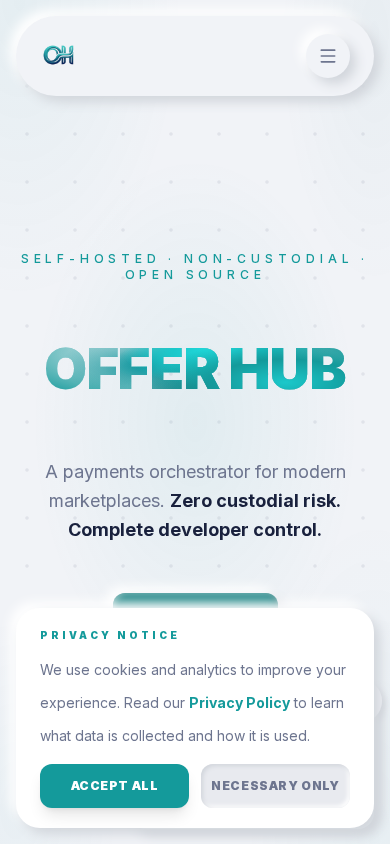 OH
SELF-HOSTED · NON-CUSTODIAL ·
OPEN SOURCE
OFFER HUB
A payments orchestrator for modern
marketplaces. Zero custodial risk.
Complete developer control.
PRIVACY NOTICE
We use cookies and analytics to improve your
experience. Read our Privacy Policy to learn
what data is collected and how it is used.
ACCEPT ALL
NECESSARY ONLY